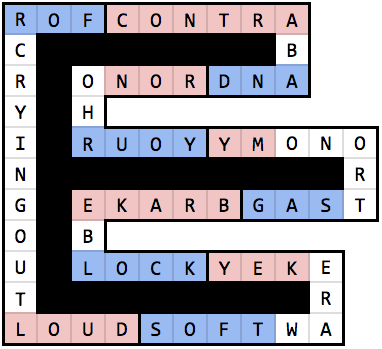 R O F C O N T R A
C B
R O N O R D N A
Y H
I R U O Y Y M O N O
N R
G E K A R B G A S T
O B
U L O C K Y E K E
T R
L O U D S O F T W A